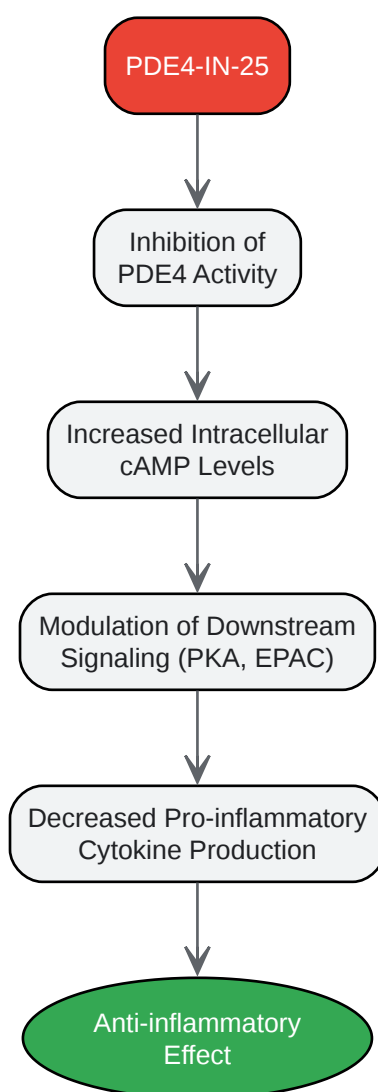 PDE4-IN-25
Inhibition of
PDE4 Activity
Increased Intracellular
cAMP Levels
Modulation of Downstream
Signaling (PKA, EPAC)
Decreased Pro-inflammatory
Cytokine Production
Anti-inflammatory
Effect